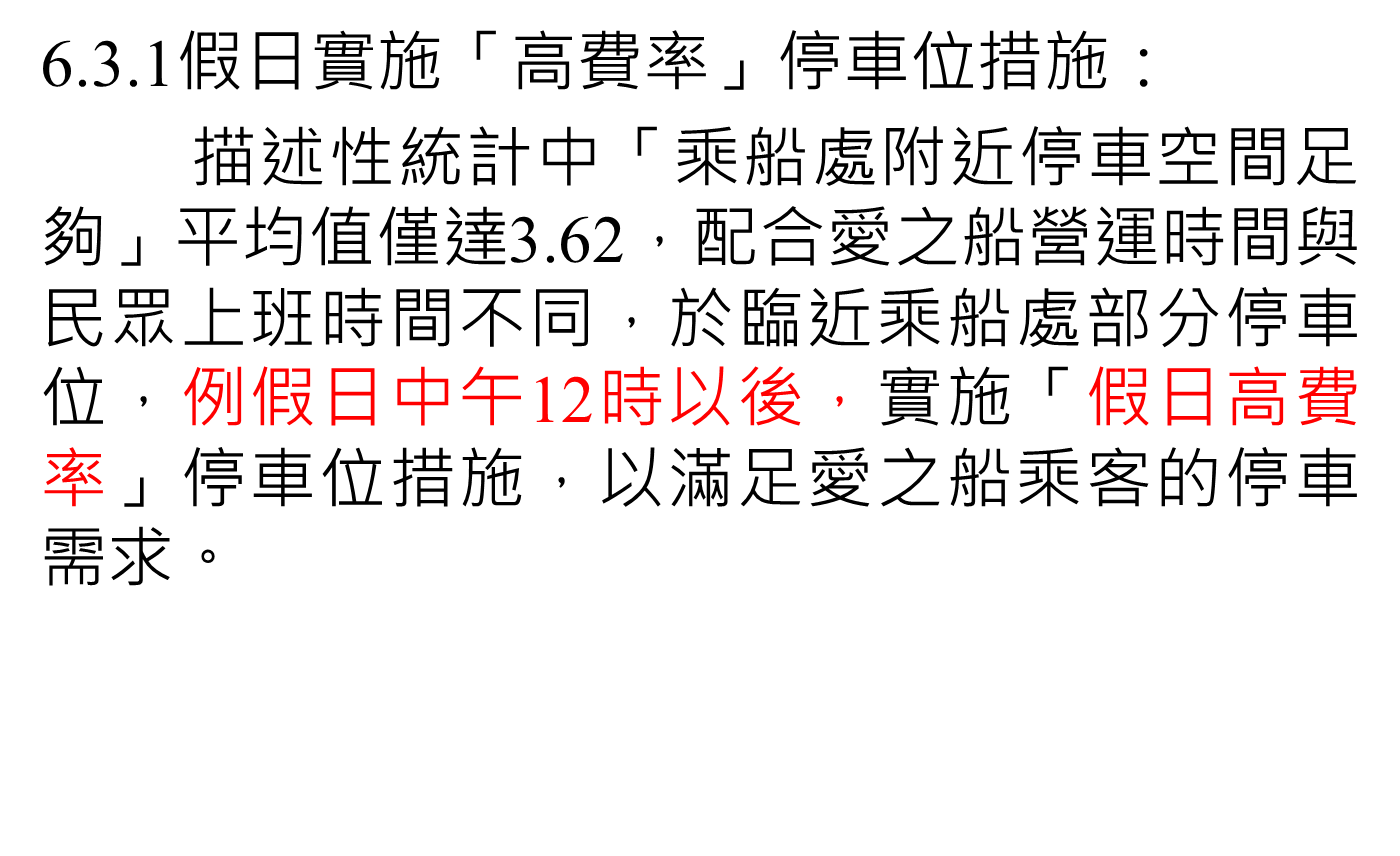 6.3.1假日實施「高費率」停車位措施：
描述性統計中「乘船處附近停車空間足
夠」平均值僅達3.62，配合愛之船營運時間與
民眾上班時間不同，於臨近乘船處部分停車
位，例假日中午12時以後，實施「假日高費
率」停車位措施，以滿足愛之船乘客的停車
需求。